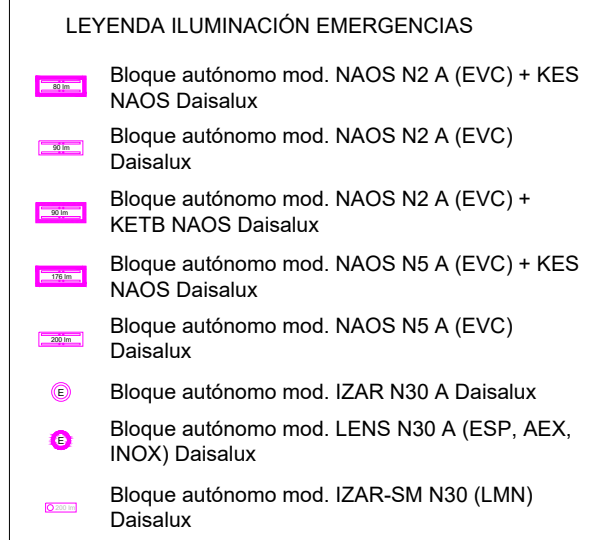 LEYENDA ILUMINACIÓN EMERGENCIAS
80 lm
Bloque autónomo mod. NAOS N2 A (EVC) + KES
NAOS Daisalux
90 lm
Bloque autónomo mod. NAOS N2 A (EVC)
Daisalux
90 lm
Bloque autónomo mod. NAOS N2 A (EVC) +
KETB NAOS Daisalux
176 lm
Bloque autónomo mod. NAOS N5 A (EVC) + KES
NAOS Daisalux
200 lm
Bloque autónomo mod. NAOS N5 A (EVC)
Daisalux
E
Bloque autónomo mod. IZAR N30 A Daisalux
E
Bloque autónomo mod. LENS N30 A (ESP, AEX,
INOX) Daisalux
200 lm
Bloque autónomo mod. IZAR-SM N30 (LMN)
Daisalux